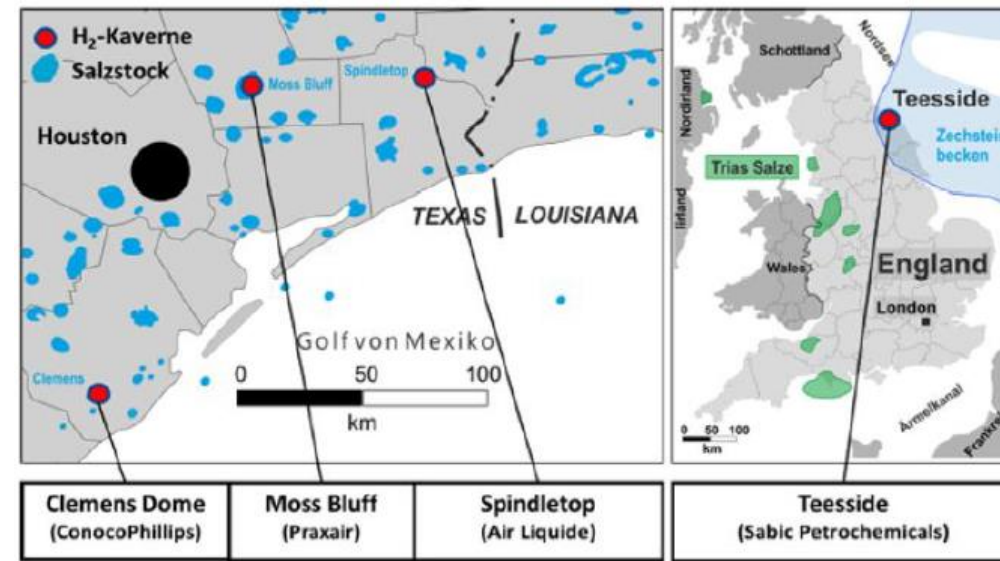 H₂-Kaverne
Salzstock
Houston
Moss Bluff
Spindletop
TEXAS
LOUISIANA
Golf von Mexiko
Clemens
0 50 100
km
Clemens Dome
(ConocoPhillips)
Moss Bluff
(Praxair)
Spindletop
(Air Liquide)
Schottland
Nordsee
Nordirland
Teesside
Zechstein
becken
Trias Salze
Irland
Wales
England
London
Ärmelkanal
0 50 100
km
Teesside
(Sabic Petrochemicals)